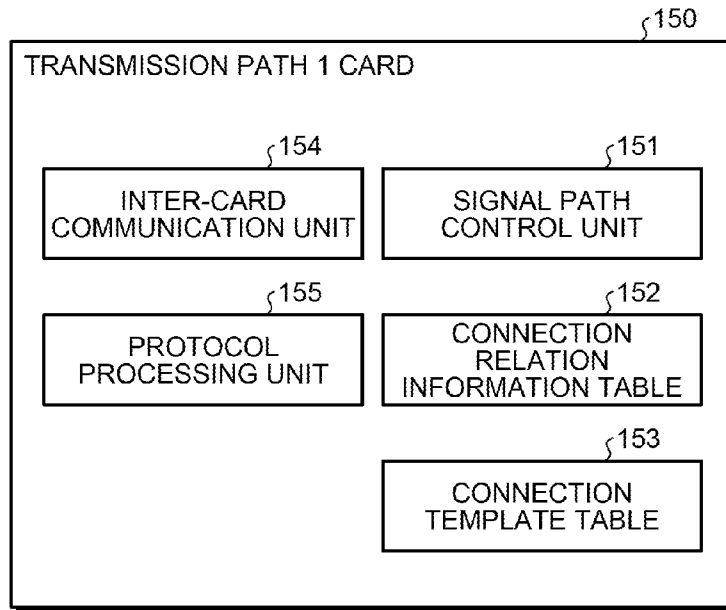 150
TRANSMISSION PATH 1 CARD
154
INTER-CARD
COMMUNICATION UNIT
151
SIGNAL PATH
CONTROL UNIT
155
PROTOCOL
PROCESSING UNIT
152
CONNECTION
RELATION
INFORMATION TABLE
153
CONNECTION
TEMPLATE TABLE